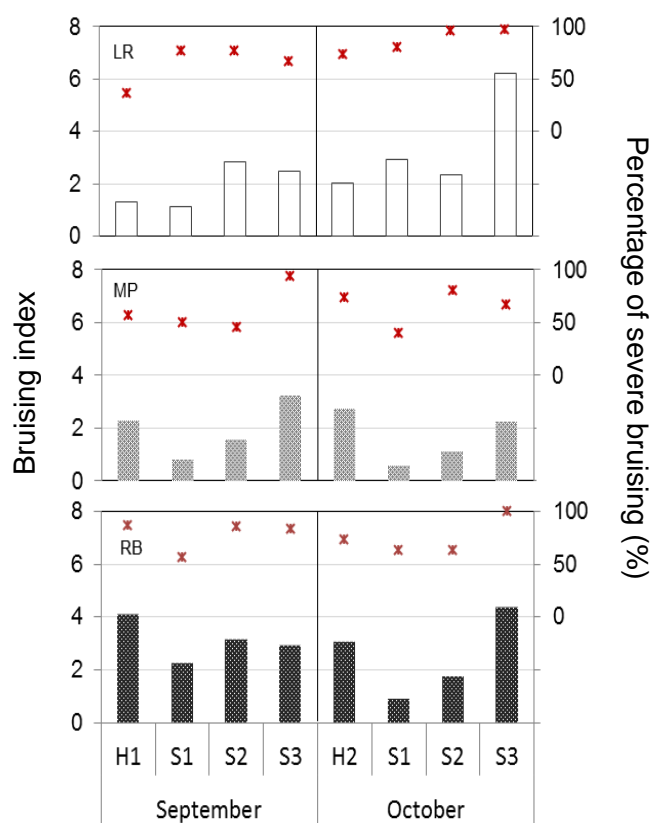 Bruising index
Percentage of severe bruising (%)
8 100
LR
6 50
4 0
2
0
8 100
MP
6 50
4 0
2
0
8 100
RB
6 50
4 0
2
0
H1 S1 S2 S3 H2 S1 S2 S3
September October